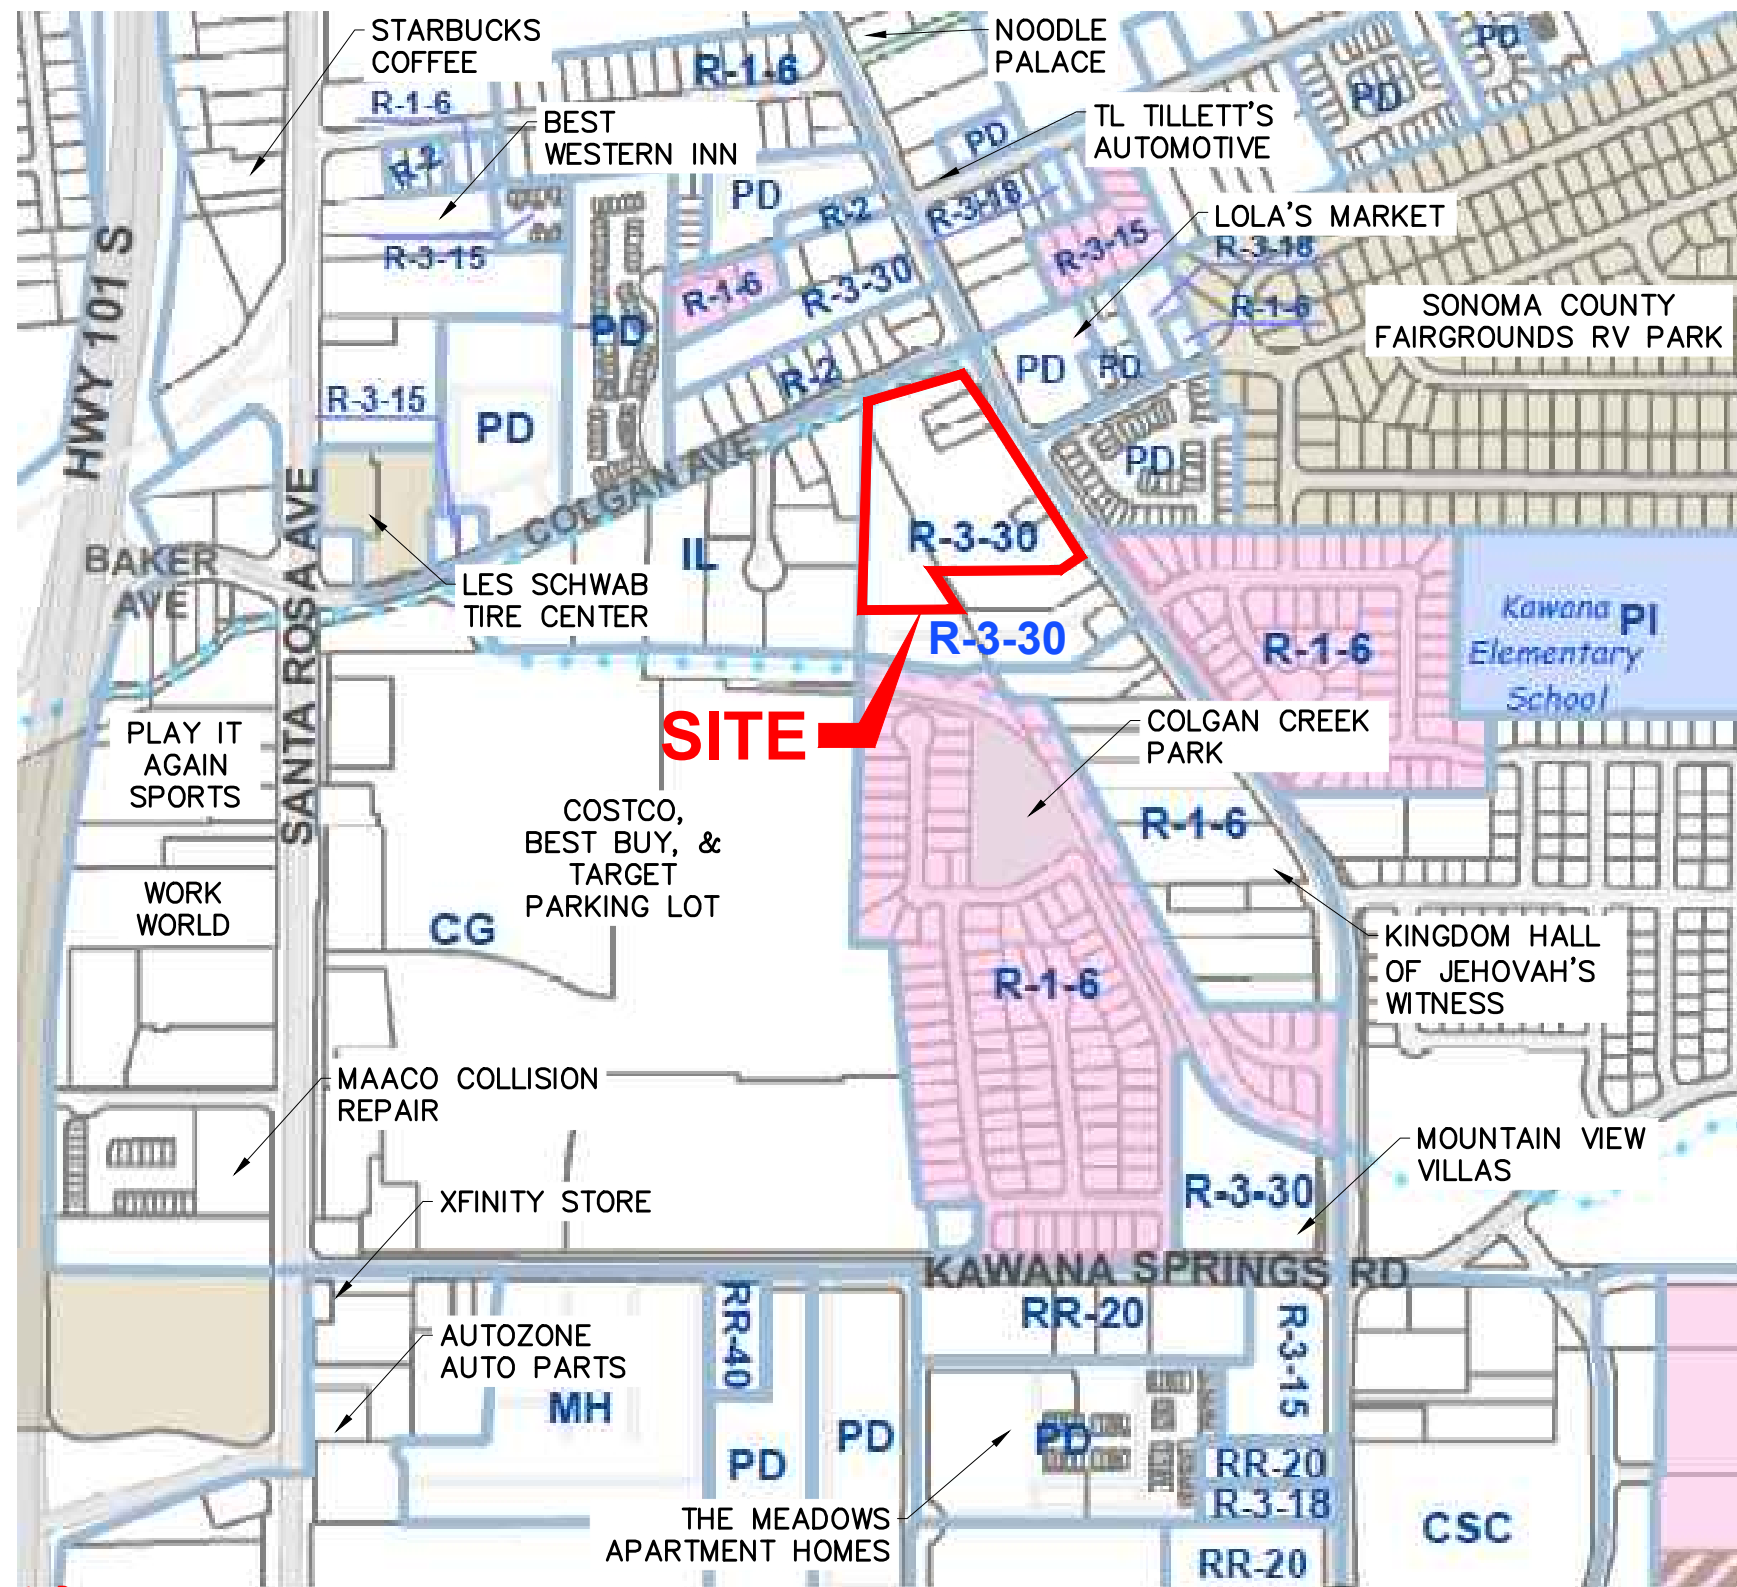 STARBUCKS
COFFEE
NOODLE
PALACE
PD
R-1-6
R-1-6
PD
BEST
WESTERN INN
TL TILLETT'S
AUTOMOTIVE
PD
R-2
PD
R-2
R-3-18
LOLA'S MARKET
R-3-15
R-3-15
R-3-18
R-1-6
R-3-30
R-1-6
SONOMA COUNTY
FAIRGROUNDS RV PARK
HWY 101 S
PD
R-2
PD
PD
R-3-15
PD
PD
COLGAN AVE
SANTA ROSA AVE
BAKER
AVE
IL
R-3-30
LES SCHWAB
TIRE CENTER
R-3-30
R-1-6
Kawana
Elementary
School
PI
SITE
COLGAN CREEK
PARK
PLAY IT
AGAIN
SPORTS
COSTCO,
BEST BUY, &
TARGET
PARKING LOT
R-1-6
WORK
WORLD
CG
KINGDOM HALL
OF JEHOVAH'S
WITNESS
R-1-6
MAACO COLLISION
REPAIR
MOUNTAIN VIEW
VILLAS
XFINITY STORE
R-3-30
KAWANA SPRINGS RD
AUTOZONE
AUTO PARTS
MH
RR-40
RR-20
R-3-15
PD
PD
PD
RR-20
R-3-18
THE MEADOWS
APARTMENT HOMES
CSC
RR-20